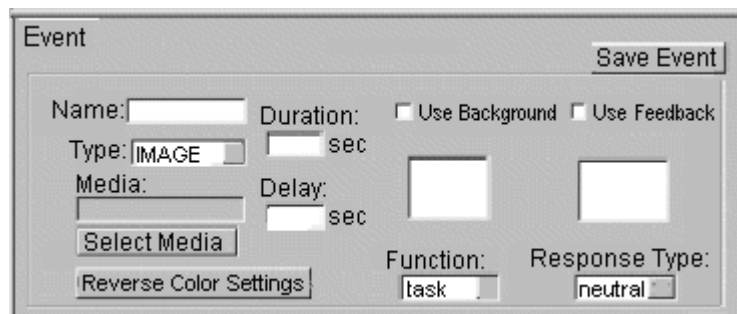 Event
Save Event
Name:
Duration:
Use Background
Use Feedback
sec
Type: IMAGE
Media:
Delay:
sec
Select Media
Function:
Response Type:
Reverse Color Settings
task
neutral